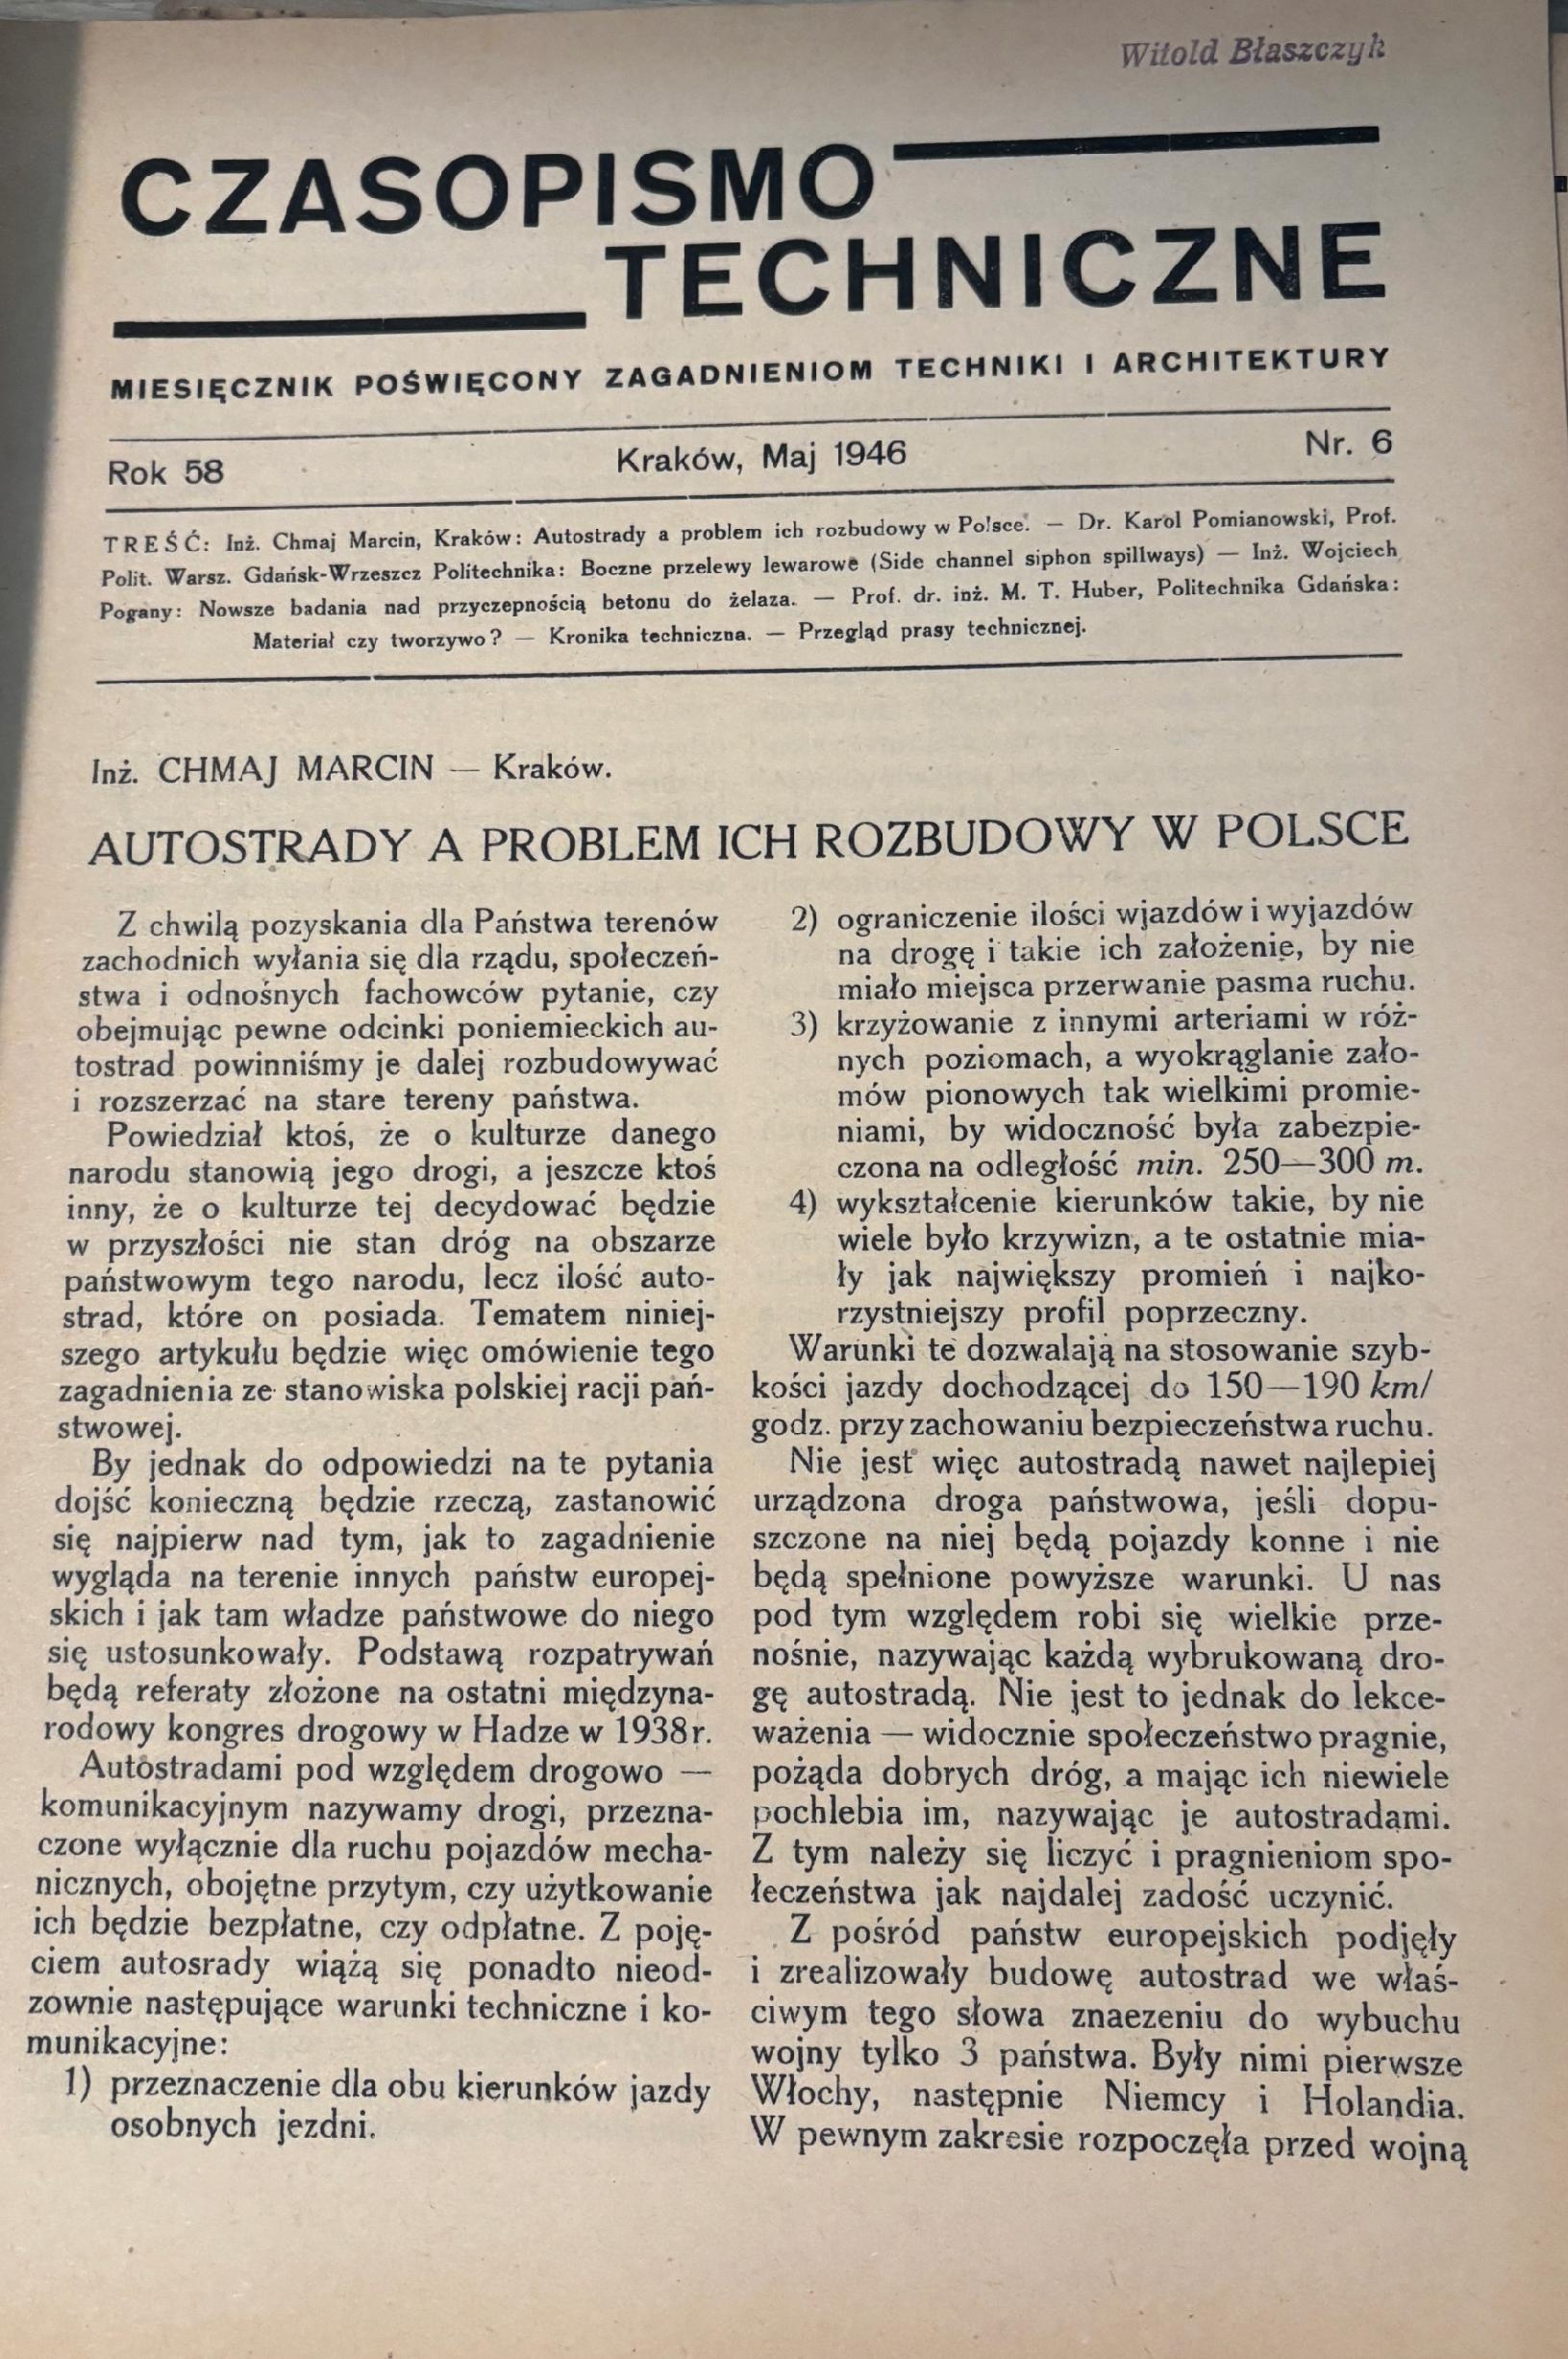 Witold Błaszczyk
CZASOPISMO
TECHNICZNE
MIESIĘCZNIK POŚWIĘCONY ZAGADNIENIOM TECHNIKI I ARCHITEKTURY
Rok 58 Kraków, Maj 1946 Nr. 6
TREŚĆ: Inż. Chmaj Marcin, Kraków: Autostrady a problem ich rozbudowy w Polsce. — Dr. Karol Pomianowski, Prof.
Polit. Warsz. Gdańsk-Wrzeszcz Politechnika: Boczne przelewy lewarowe (Side channel siphon spillways) — Inż. Wojciech
Pogany: Nowsze badania nad przyczepnością betonu do żelaza. — Prof. dr. inż. M. T. Huber, Politechnika Gdańska:
Materiał czy tworzywo? — Kronika techniczna. — Przegląd prasy technicznej.
Inż. CHMAJ MARCIN — Kraków.
AUTOSTRADY A PROBLEM ICH ROZBUDOWY W POLSCE
Z chwilą pozyskania dla Państwa terenów
zachodnich wyłania się dla rządu, społeczeń-
stwa i odnośnych fachowców pytanie, czy
obejmując pewne odcinki poniemieckich au-
tostrad powinniśmy je dalej rozbudowywać
i rozszerzać na stare tereny państwa.
Powiedział ktoś, że o kulturze danego
narodu stanowią jego drogi, a jeszcze ktoś
inny, że o kulturze tej decydować będzie
w przyszłości nie stan dróg na obszarze
państwowym tego narodu, lecz ilość auto-
strad, które on posiada. Tematem niniej-
szego artykułu będzie więc omówienie tego
zagadnienia ze stanowiska polskiej racji pań-
stwowej.
By jednak do odpowiedzi na te pytania
dojść konieczną będzie rzeczą, zastanowić
się najpierw nad tym, jak to zagadnienie
wygląda na terenie innych państw europej-
skich i jak tam władze państwowe do niego
się ustosunkowały. Podstawą rozpatrywań
będą referaty złożone na ostatni międzyna-
rodowy kongres drogowy w Hadze w 1938 r.
Autostradami pod względem drogowo —
komunikacyjnym nazywamy drogi, przezna-
czone wyłącznie dla ruchu pojazdów mecha-
nicznych, obojętne przytym, czy użytkowanie
ich będzie bezpłatne, czy odpłatne. Z poję-
ciem autosrady wiążą się ponadto nieod-
zownie następujące warunki techniczne i ko-
munikacyjne:
1) przeznaczenie dla obu kierunków jazdy
osobnych jezdni.
2) ograniczenie ilości wjazdów i wyjazdów
na drogę i takie ich założenie, by nie
miało miejsca przerwanie pasma ruchu.
3) krzyżowanie z innymi arteriami w róż-
nych poziomach, a wyokrąglanie zało-
mów pionowych tak wielkimi promie-
niami, by widoczność była zabezpie-
czona na odległość min. 250—300 m.
4) wykształcenie kierunków takie, by nie
wiele było krzywizn, a te ostatnie mia-
ły jak największy promień i najko-
rzystniejszy profil poprzeczny.
Warunki te dozwalają na stosowanie szyb-
kości jazdy dochodzącej do 150—190 km/
godz. przy zachowaniu bezpieczeństwa ruchu.
Nie jest więc autostradą nawet najlepiej
urządzona droga państwowa, jeśli dopu-
szczone na niej będą pojazdy konne i nie
będą spełnione powyższe warunki. U nas
pod tym względem robi się wielkie prze-
nośnie, nazywając każdą wybrukowaną dro-
gę autostradą. Nie jest to jednak do lekce-
ważenia — widocznie społeczeństwo pragnie,
pożąda dobrych dróg, a mając ich niewiele
pochlebia im, nazywając je autostradami.
Z tym należy się liczyć i pragnieniom spo-
łeczeństwa jak najdalej zadość uczynić.
Z pośród państw europejskich podjęły
i zrealizowały budowę autostrad we właś-
ciwym tego słowa znaezeniu do wybuchu
wojny tylko 3 państwa. Były nimi pierwsze
Włochy, następnie Niemcy i Holandia.
W pewnym zakresie rozpoczęła przed wojną